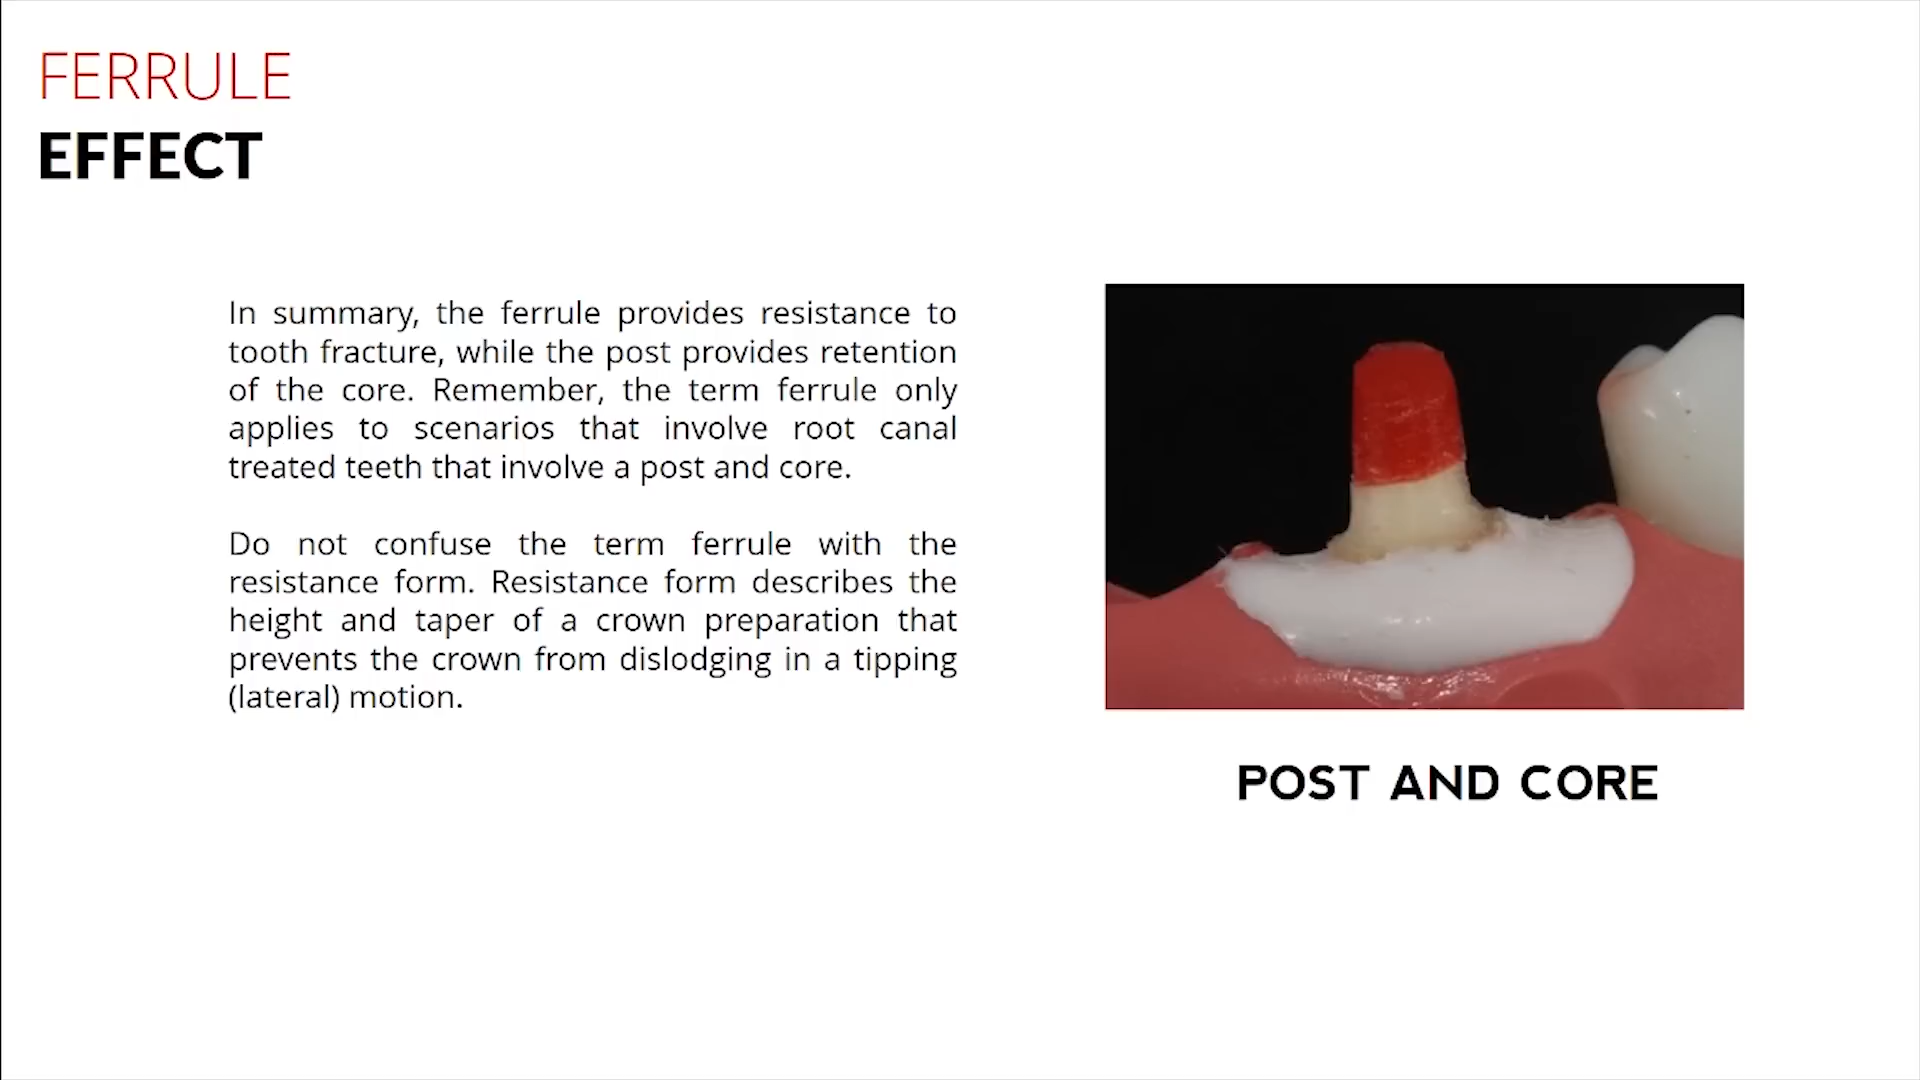 FERRULE
EFFECT
In summary, the ferrule provides resistance to
tooth fracture, while the post provides retention
of the core. Remember, the term ferrule only
applies to scenarios that involve root canal
treated teeth that involve a post and core.
Do not confuse the term ferrule with the
resistance form. Resistance form describes the
height and taper of a crown preparation that
prevents the crown from dislodging in a tipping
(lateral) motion.
POST AND CORE